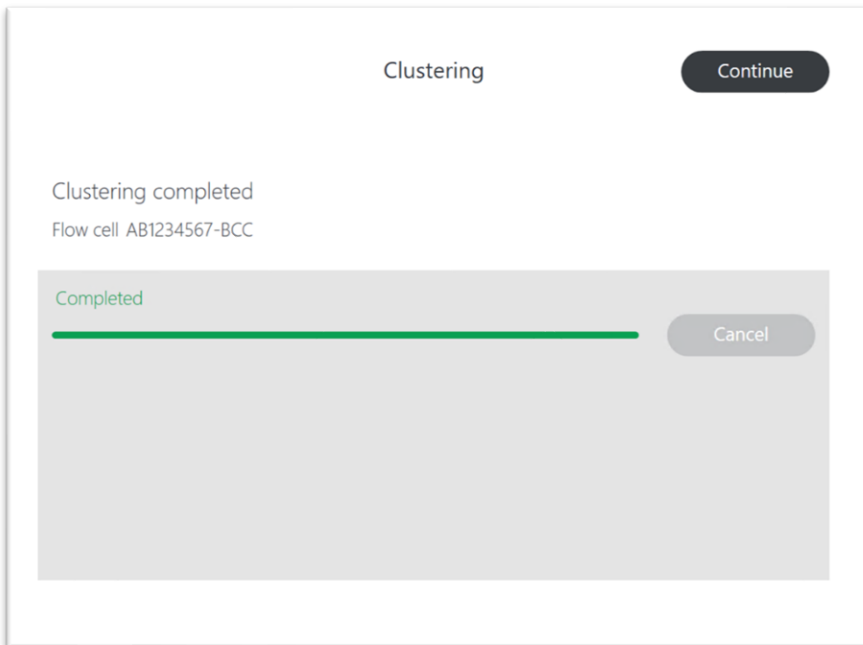 Clustering
Continue
Clustering completed
Flow cell AB1234567-BCC
Completed
Cancel